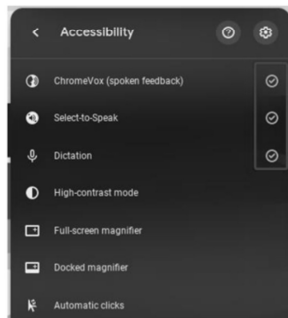 Accessibility
ChromeVox (spoken feedback)
Select-to-Speak
Dictation
High-contrast mode
Full-screen magnifier
Docked magnifier
Automatic clicks